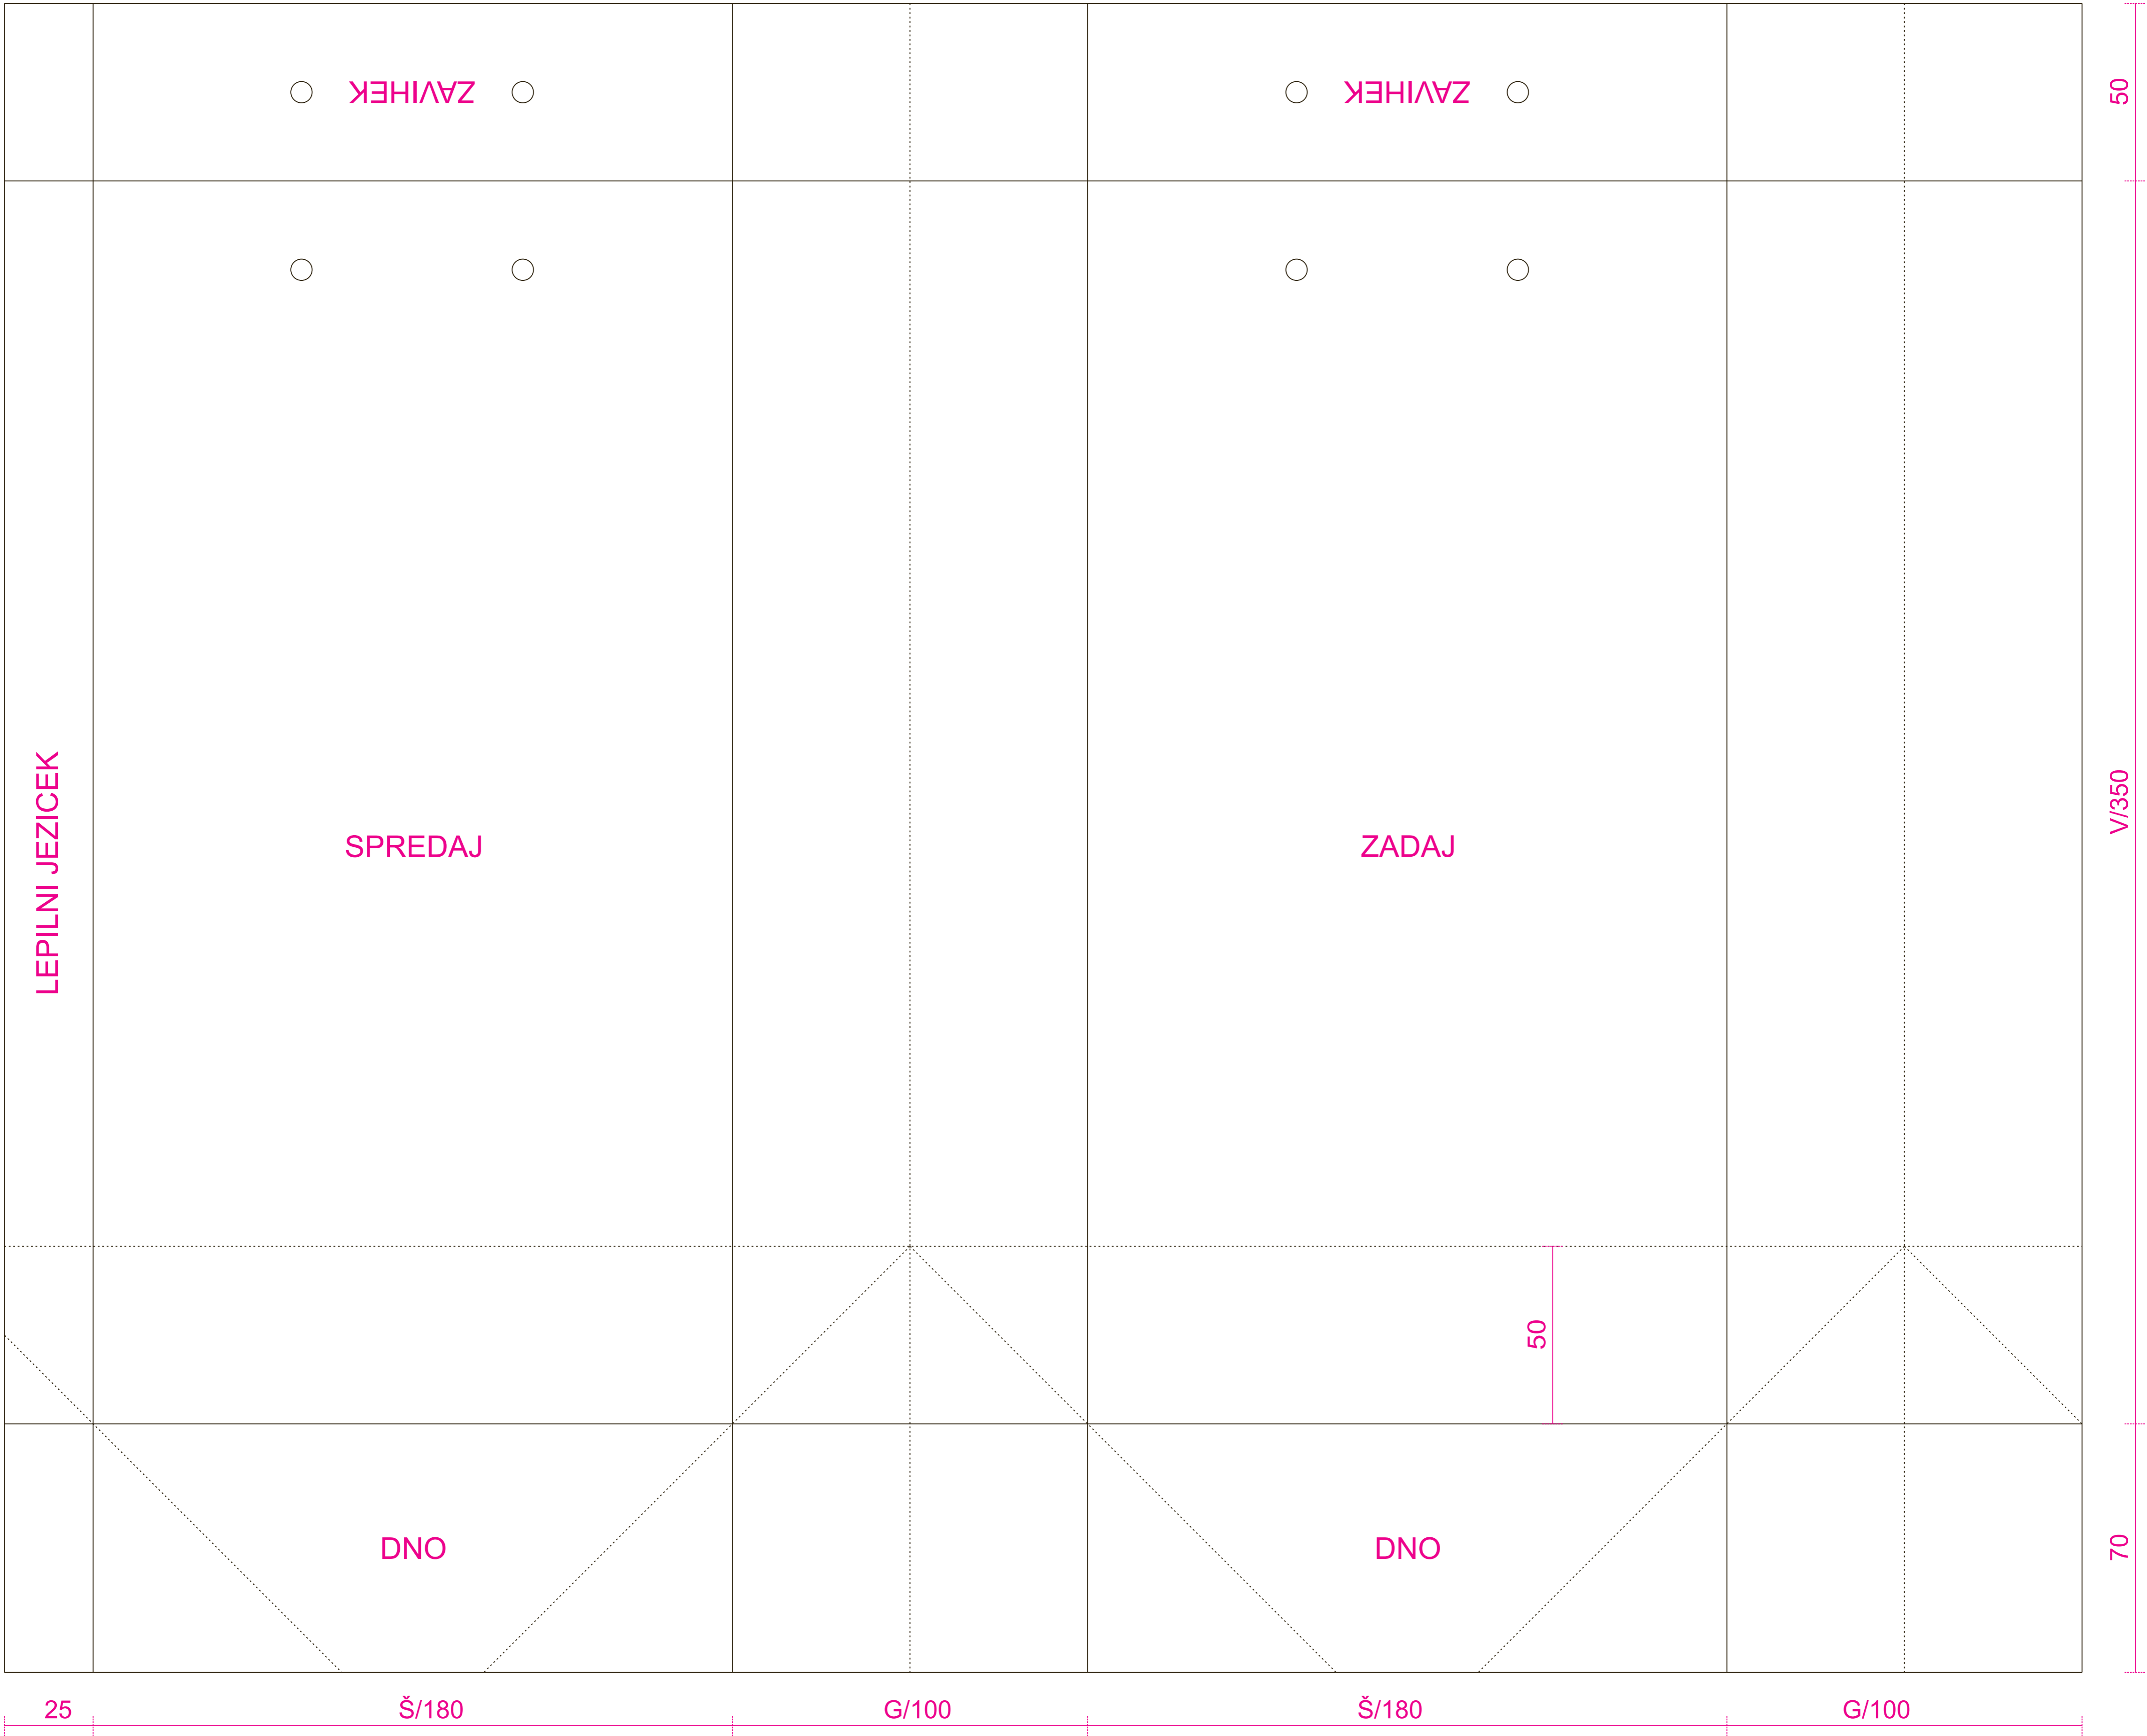 ZAVIHEK
ZAVIHEK
50
LEPILNI JEZICEK
SPREDAJ
ZADAJ
V/350
50
DNO
DNO
70
25
Š/180
G/100
Š/180
G/100